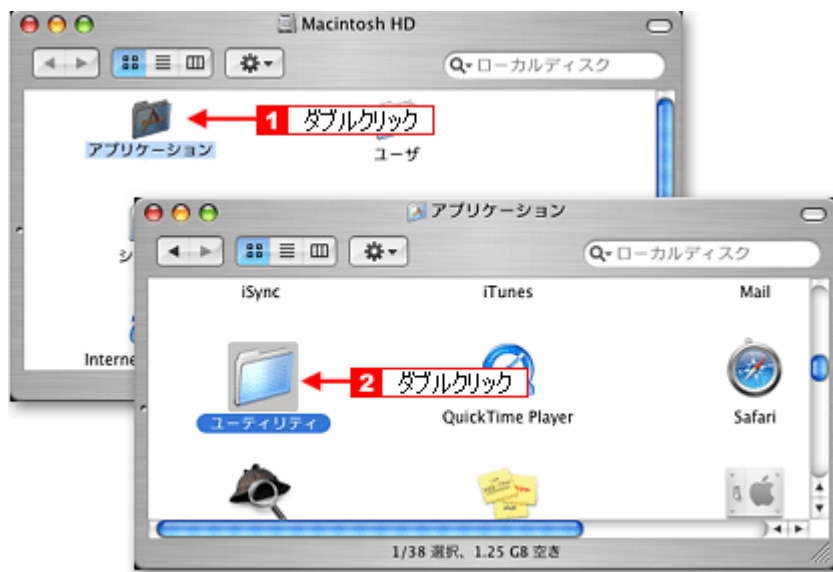 Macintosh HD
ローカルディスク
1 ダブルクリック
アプリケーション
ユーザ
シ
Interne
アプリケーション
ローカルディスク
iSync
iTunes
Mail
2 ダブルクリック
ユーティリティ
QuickTime Player
Safari
1/38 選択、1.25 GB 空き